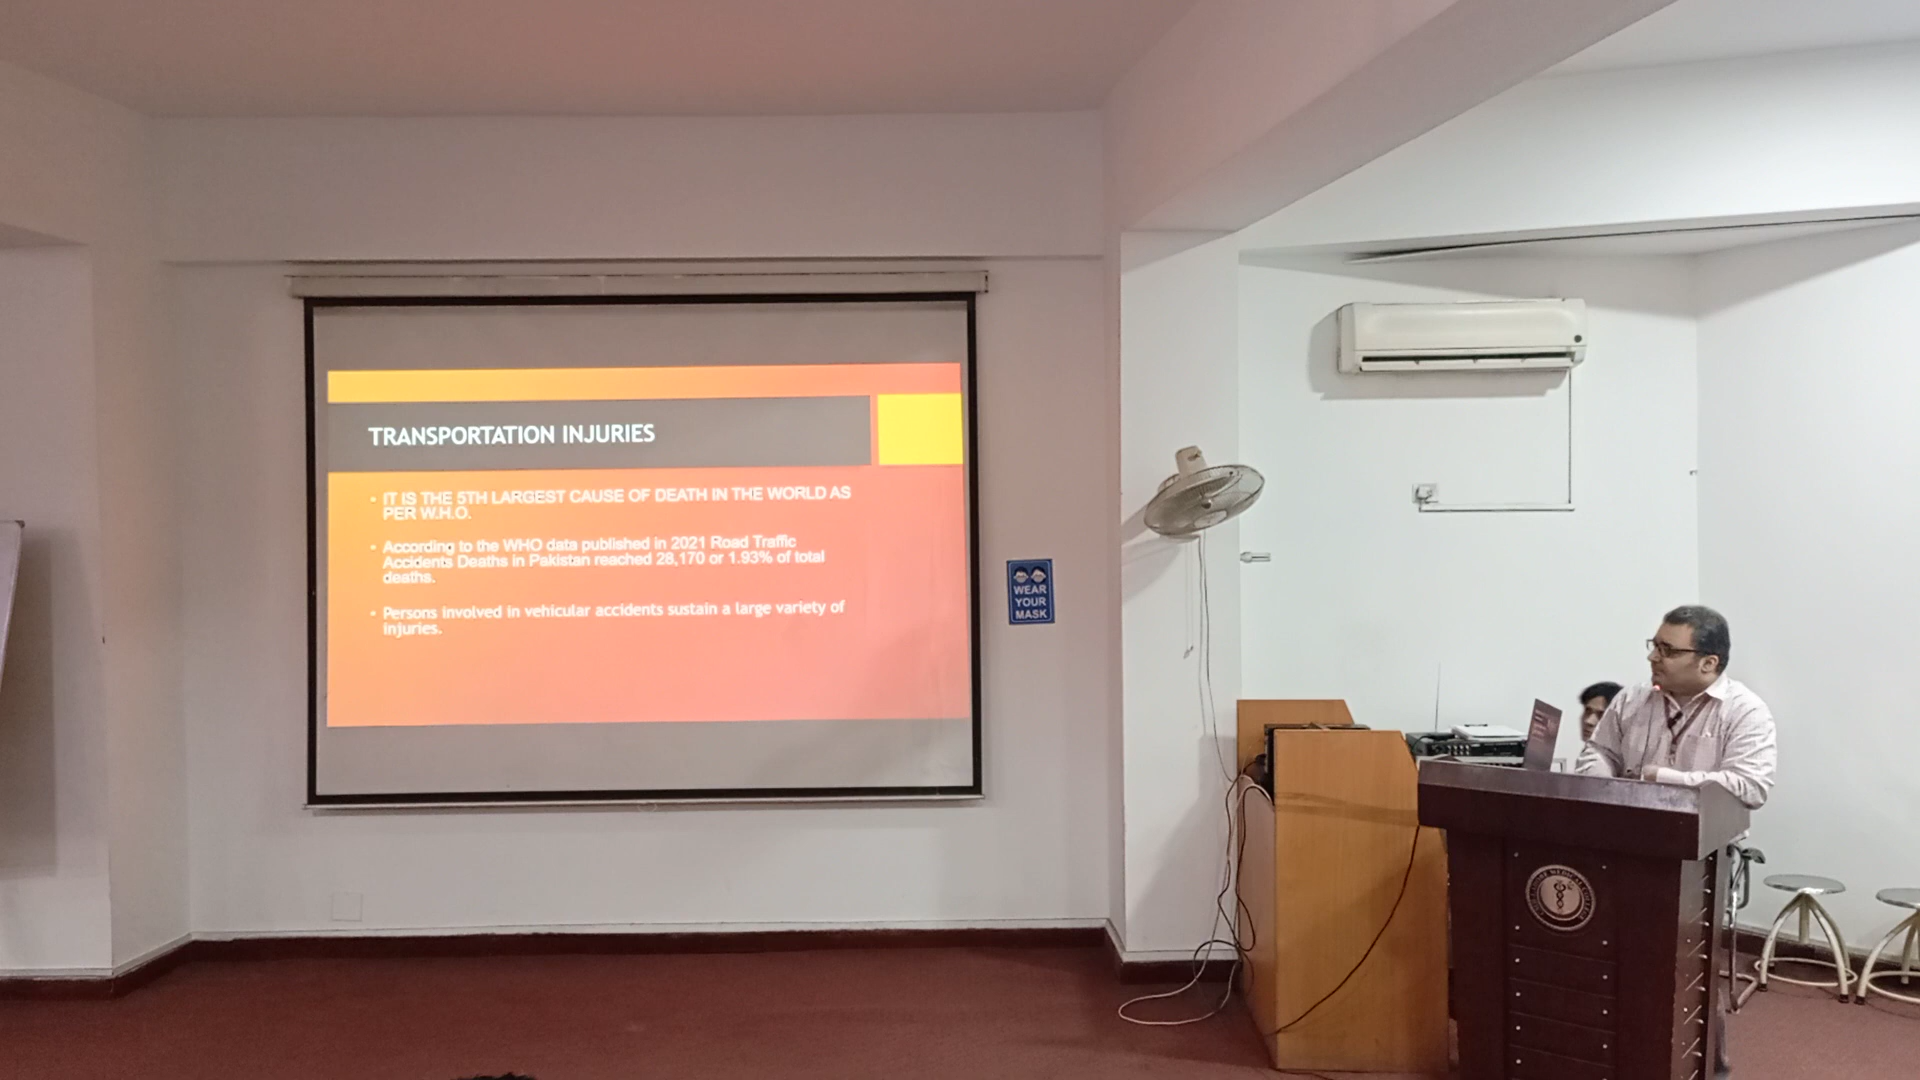 TRANSPORTATION INJURIES
• IT IS THE 5TH LARGEST CAUSE OF DEATH IN THE WORLD AS
PER W.H.O.
• According to the WHO data published in 2021 Road Traffic
Accidents Deaths in Pakistan reached 28,170 or 1.93% of total
deaths.
• Persons involved in vehicular accidents sustain a large variety of
injuries.
WEAR
YOUR
MASK
MEDICAL COLLEGE